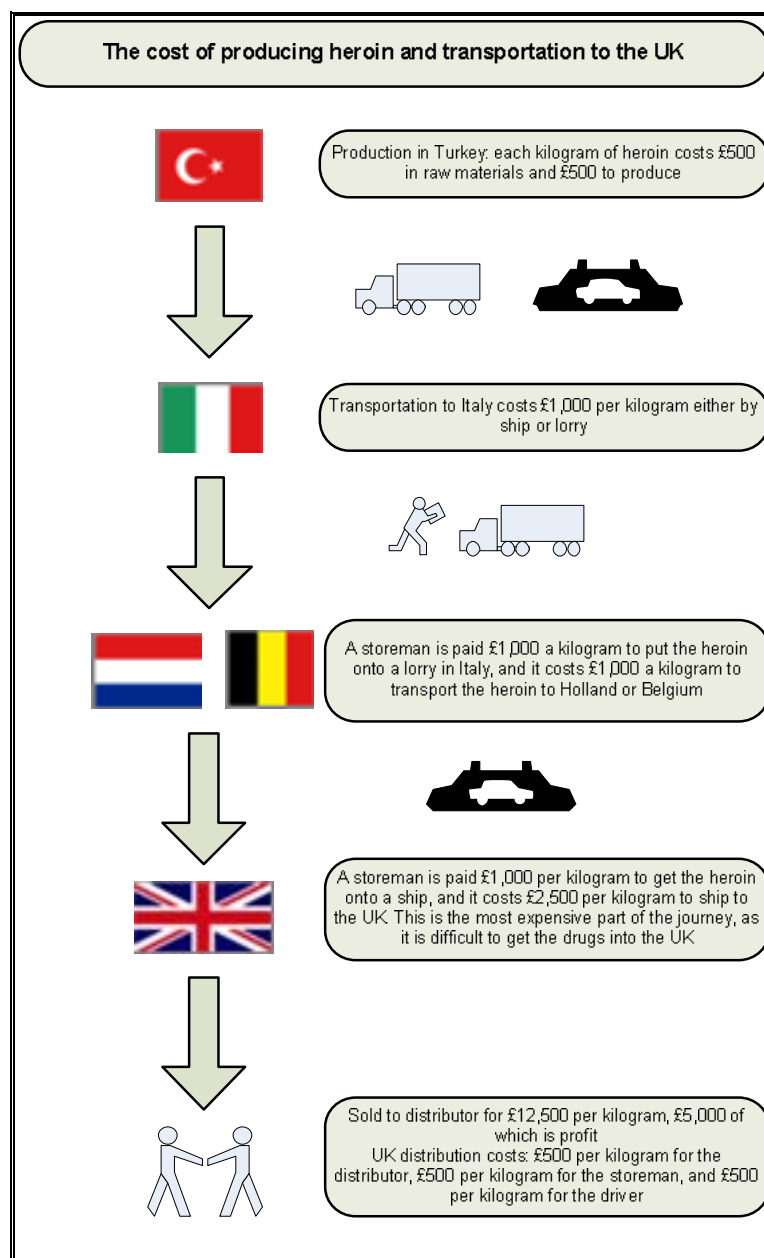 The cost of producing heroin and transportation to the UK
Production in Turkey: each kilogram of heroin costs £500
in raw materials and £500 to produce
Transportation to Italy costs £1,000 per kilogram either by
ship or lorry
A storeman is paid £1,000 a kilogram to put the heroin
onto a lorry in Italy, and it costs £1,000 a kilogram to
transport the heroin to Holland or Belgium
A storeman is paid £1,000 per kilogram to get the heroin
onto a ship, and it costs £2,500 per kilogram to ship to
the UK. This is the most expensive part of the journey, as
it is difficult to get the drugs into the UK
Sold to distributor for £12,500 per kilogram, £5,000 of
which is profit
UK distribution costs: £500 per kilogram for the
distributor, £500 per kilogram for the storeman, and £500
per kilogram for the driver